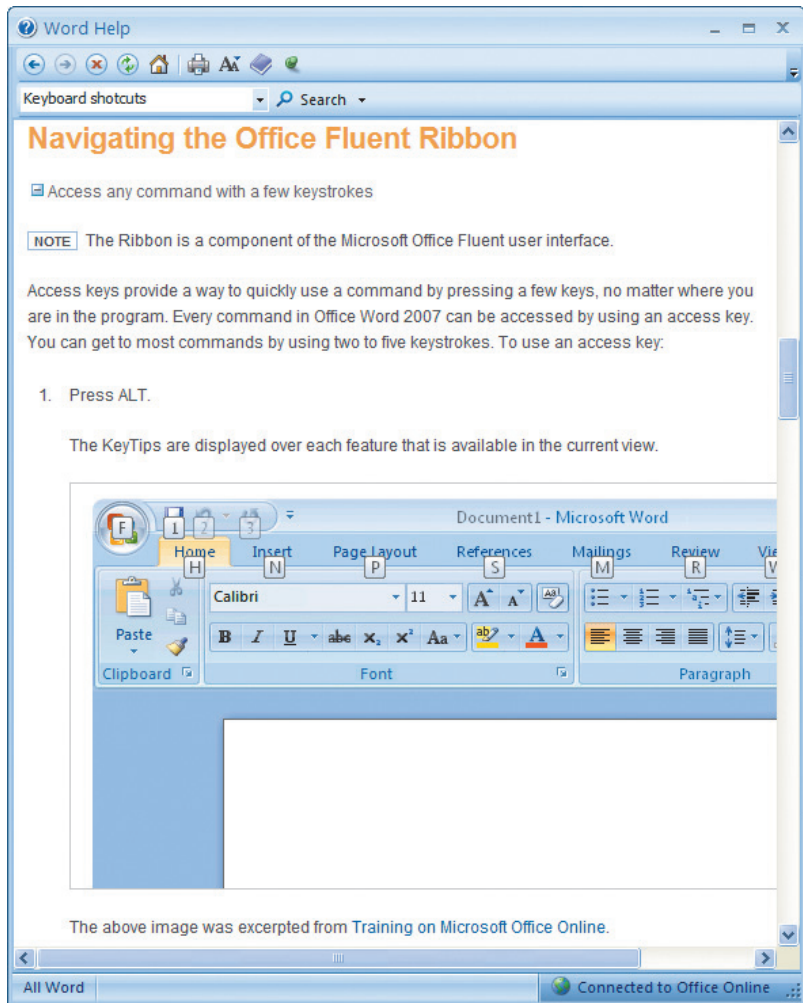 Word Help
Keyboard shotcuts
Search
Navigating the Office Fluent Ribbon
Access any command with a few keystrokes
NOTE The Ribbon is a component of the Microsoft Office Fluent user interface.
Access keys provide a way to quickly use a command by pressing a few keys, no matter where you
are in the program. Every command in Office Word 2007 can be accessed by using an access key.
You can get to most commands by using two to five keystrokes. To use an access key:
1. Press ALT.
The KeyTips are displayed over each feature that is available in the current view.
Document1 - Microsoft Word
F 1 2 3
Home Insert Page Layout References Mailings Review Vie
H N P S M R W
Calibri 11 A A Aa
Paste
B I U abc x₂ x² Aa ab A
Clipboard Font Paragraph
The above image was excerpted from Training on Microsoft Office Online.
All Word Connected to Office Online